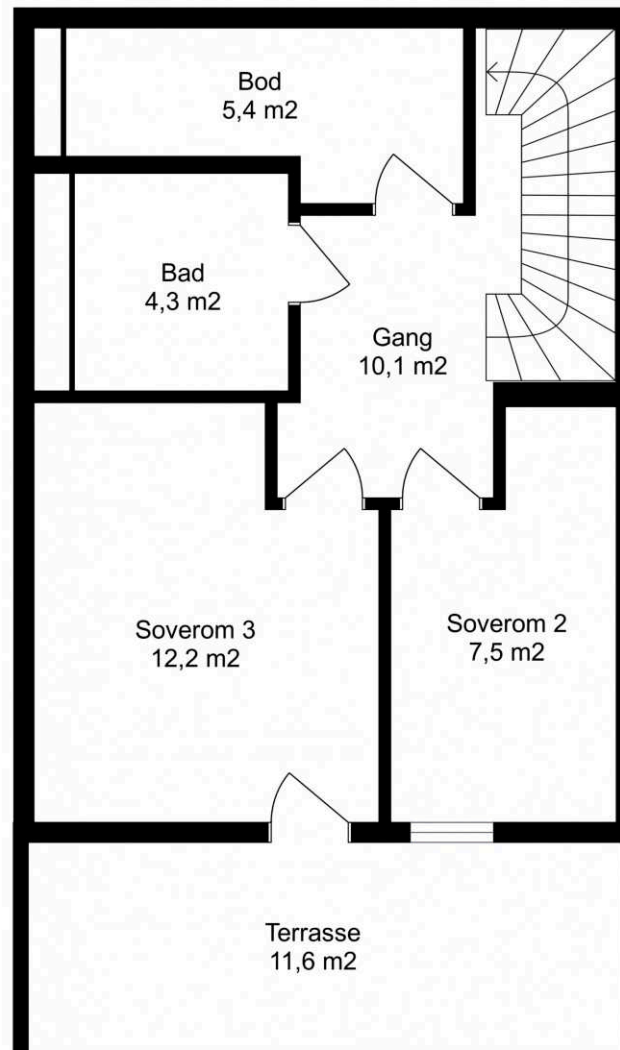 Bod
5,4 m2
Bad
4,3 m2
Gang
10,1 m2
Soverom 3
12,2 m2
Soverom 2
7,5 m2
Terrasse
11,6 m2